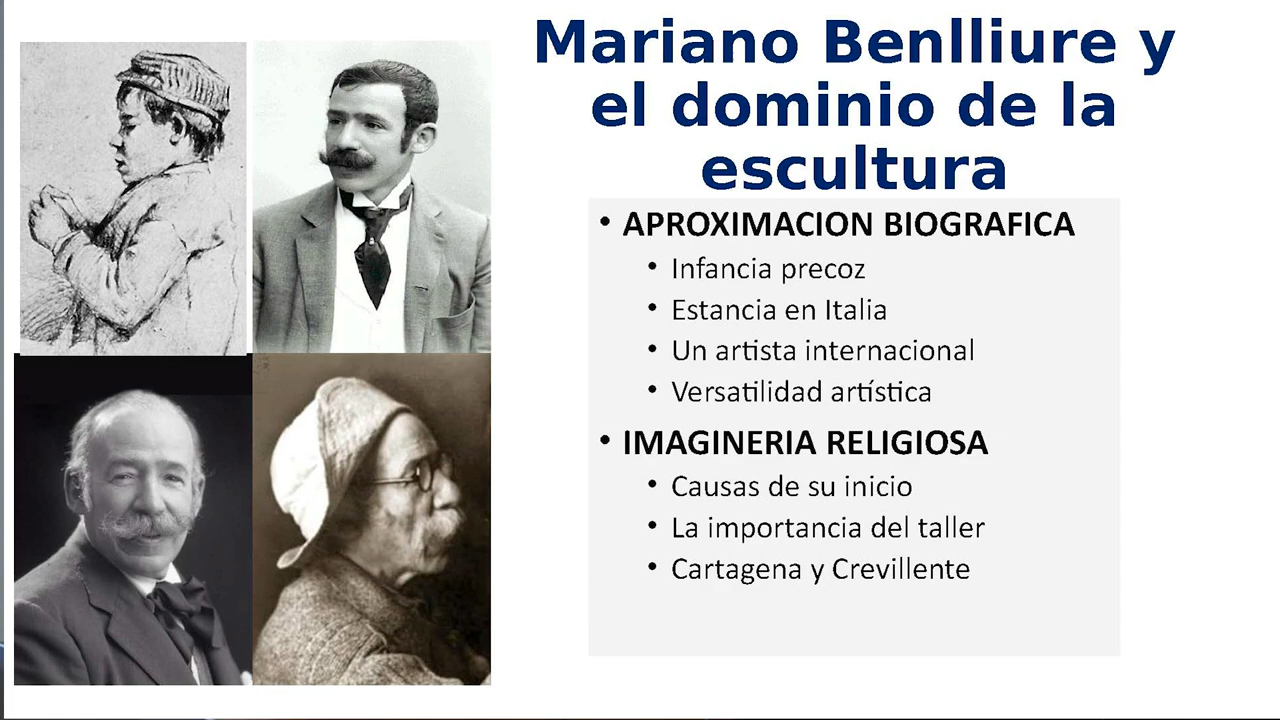 Mariano Benlliure y
el dominio de la
escultura
• APROXIMACION BIOGRAFICA
• Infancia precoz
• Estancia en Italia
• Un artista internacional
• Versatilidad artística
• IMAGINERIA RELIGIOSA
• Causas de su inicio
• La importancia del taller
• Cartagena y Crevillente